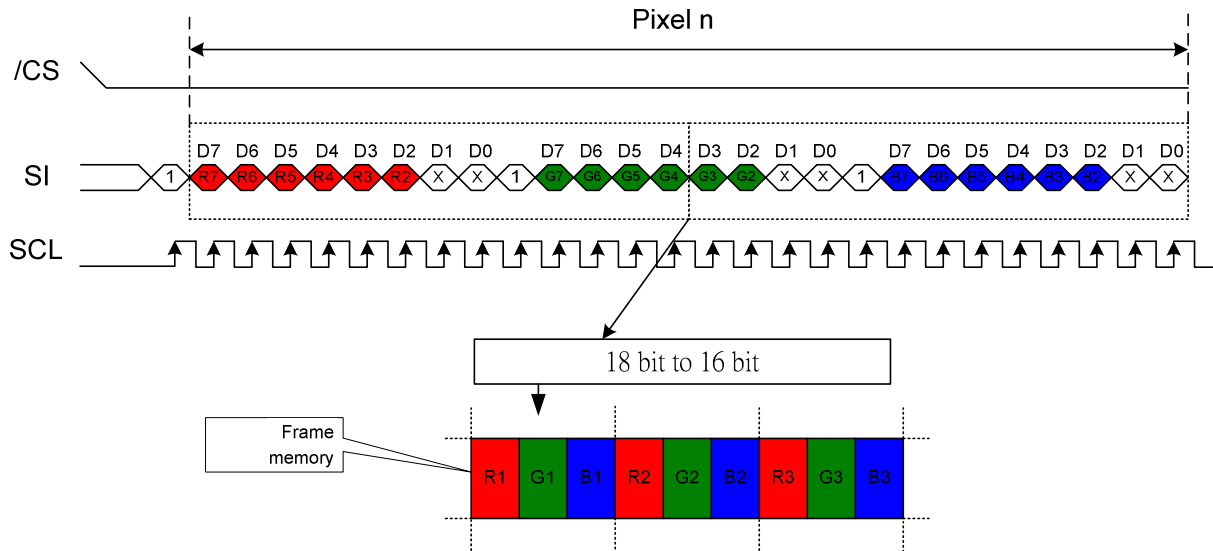 Pixel n
/CS
D7 D6 D5 D4 D3 D2 D1 D0 D7 D6 D5 D4 D3 D2 D1 D0 D7 D6 D5 D4 D3 D2 D1 D0
SI 1 R7 R6 R5 R4 R3 R2 X X 1 G7 G6 G5 G4 G3 G2 X X 1 B7 B6 B5 B4 B3 B2 X X
SCL
18 bit to 16 bit
Frame
memory
R1 G1 B1 R2 G2 B2 R3 G3 B3